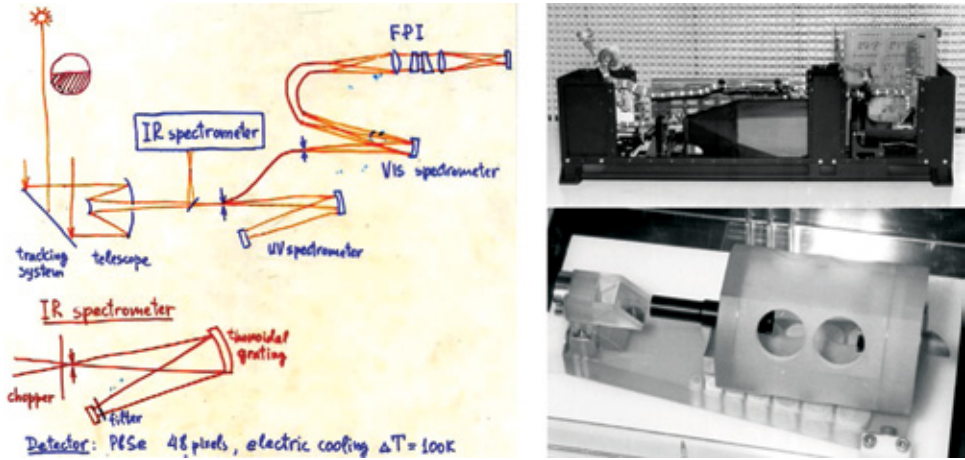 FPI
IR spectrometer
VIS spectrometer
UV spectrometer
tracking
system
telescope
IR spectrometer
thoroidal
grating
chopper
filter
Detector: PbSe 48 pixels, electric cooling ΔT = 100K